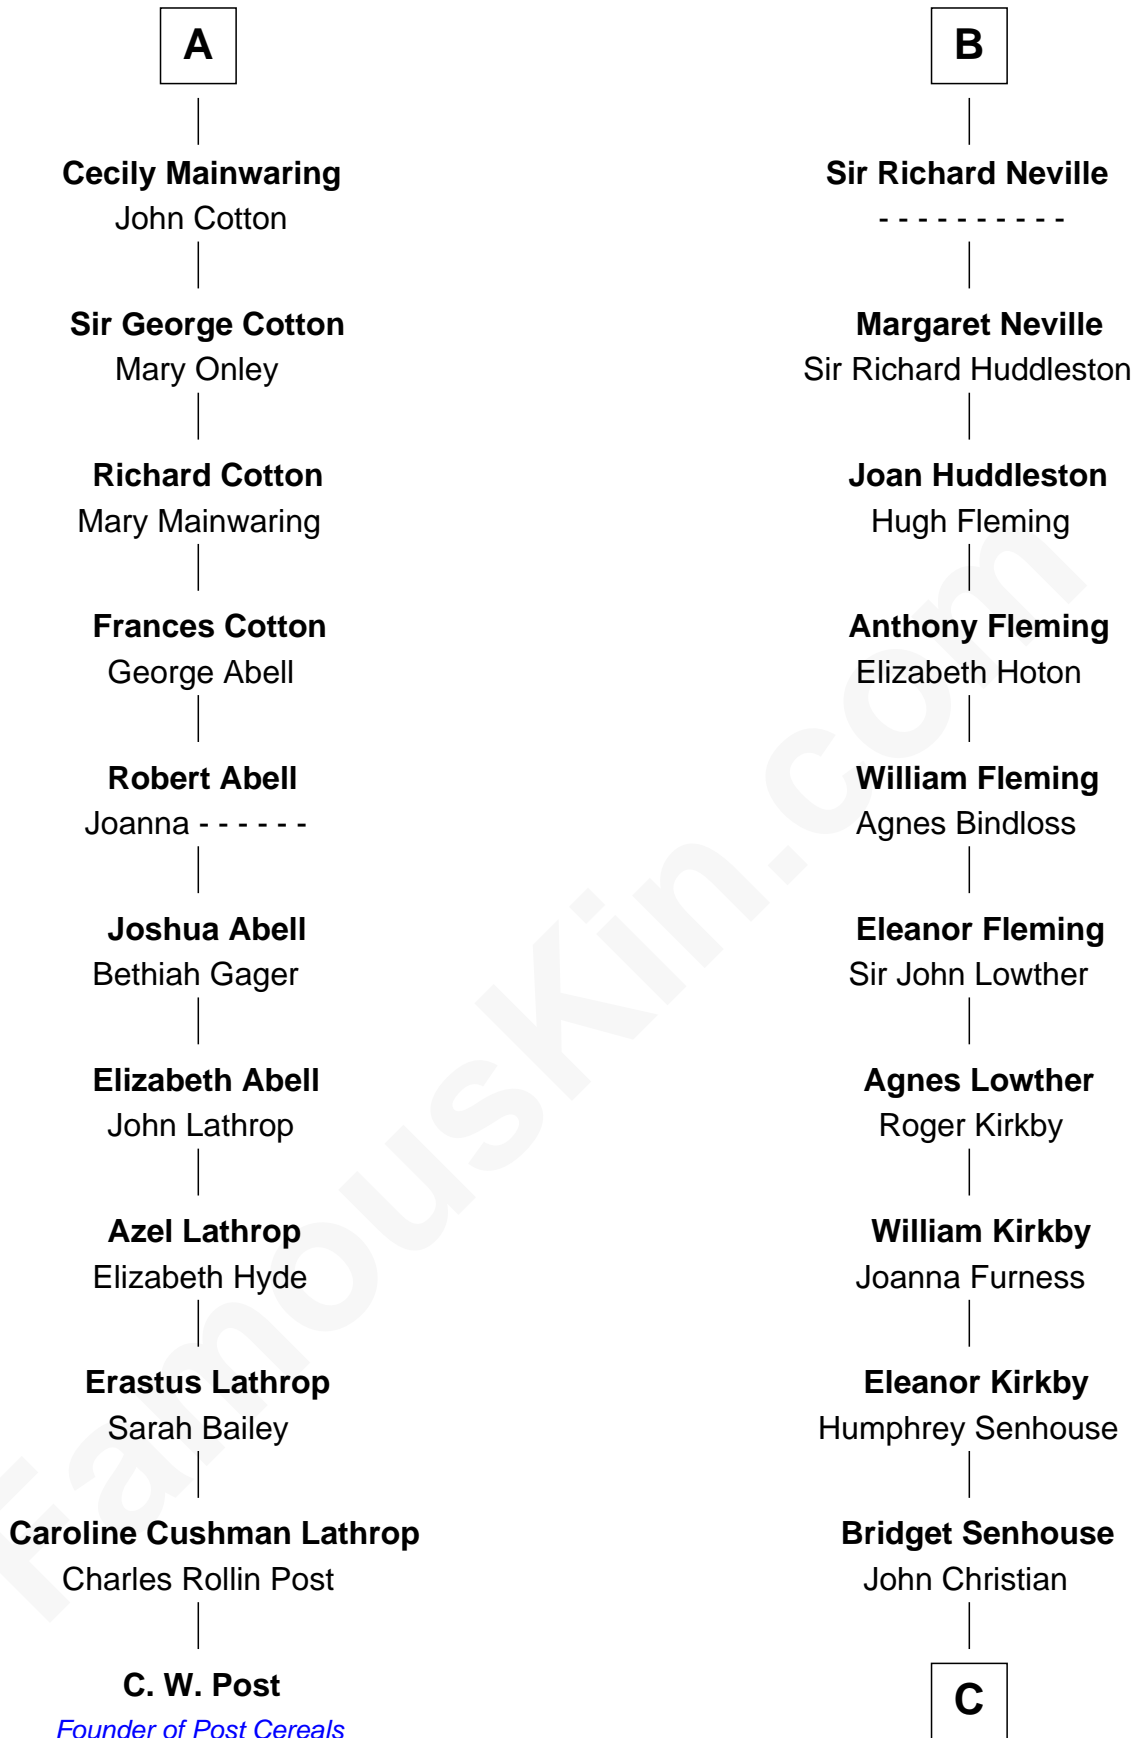 A
Cecily Mainwaring
John Cotton
Sir George Cotton
Mary Onley
Richard Cotton
Mary Mainwaring
Frances Cotton
George Abell
Robert Abell
Joanna - - - - - -
Joshua Abell
Bethiah Gager
Elizabeth Abell
John Lathrop
Azel Lathrop
Elizabeth Hyde
Erastus Lathrop
Sarah Bailey
Caroline Cushman Lathrop
Charles Rollin Post
C. W. Post
Founder of Post Cereals
B
Sir Richard Neville
- - - - - - - - - -
Margaret Neville
Sir Richard Huddleston
Joan Huddleston
Hugh Fleming
Anthony Fleming
Elizabeth Hoton
William Fleming
Agnes Bindloss
Eleanor Fleming
Sir John Lowther
Agnes Lowther
Roger Kirkby
William Kirkby
Joanna Furness
Eleanor Kirkby
Humphrey Senhouse
Bridget Senhouse
John Christian
C
FamousKin.com